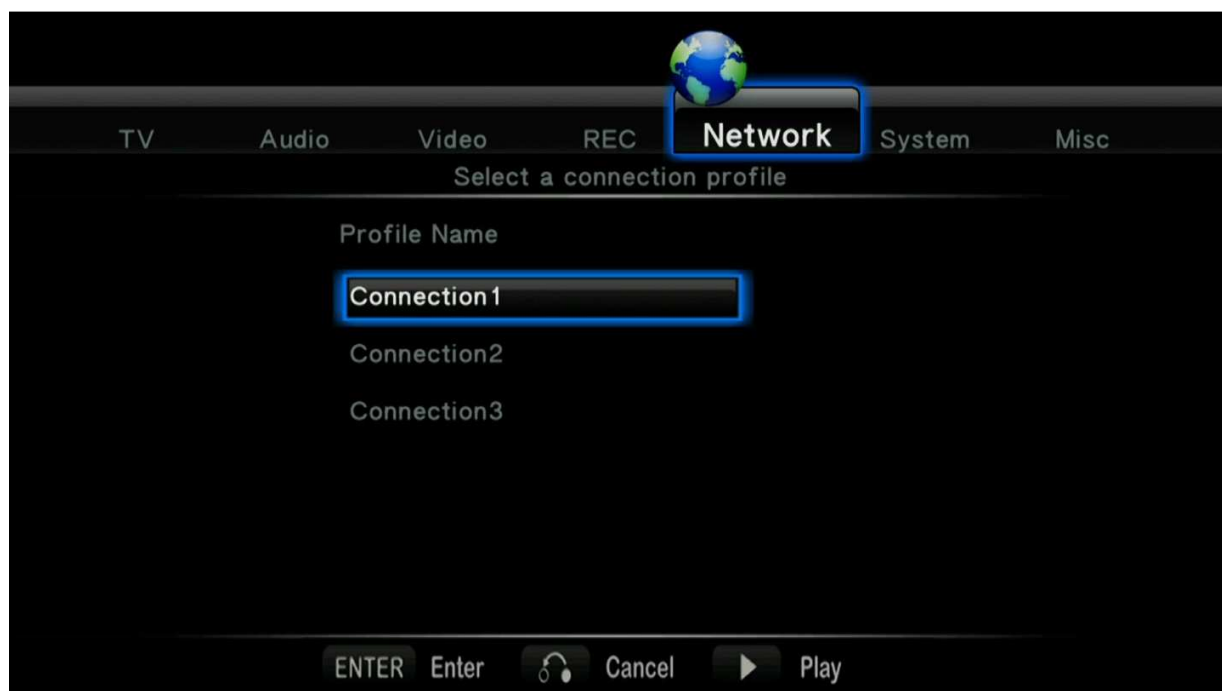 TV Audio Video REC Network System Misc
Select a connection profile
Profile Name
Connection1
Connection2
Connection3
ENTER Enter Cancel Play